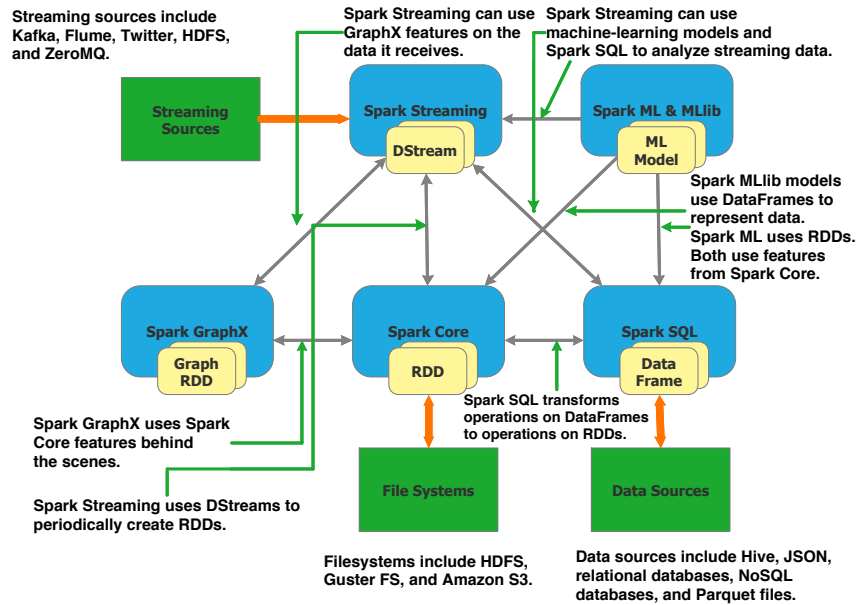 Streaming sources include
Kafka, Flume, Twitter, HDFS,
and ZeroMQ.
Spark Streaming can use
GraphX features on the
data it receives.
Spark Streaming can use
machine-learning models and
Spark SQL to analyze streaming data.
Streaming
Sources
Spark Streaming
DStream
Spark ML & MLlib
ML
Model
Spark MLlib models
use DataFrames to
represent data.
Spark ML uses RDDs.
Both use features
from Spark Core.
Spark GraphX
Graph
RDD
Spark Core
RDD
Spark SQL
Data
Frame
Spark GraphX uses Spark
Core features behind
the scenes.
Spark SQL transforms
operations on DataFrames
to operations on RDDs.
Spark Streaming uses DStreams to
periodically create RDDs.
File Systems
Data Sources
Filesystems include HDFS,
Guster FS, and Amazon S3.
Data sources include Hive, JSON,
relational databases, NoSQL
databases, and Parquet files.